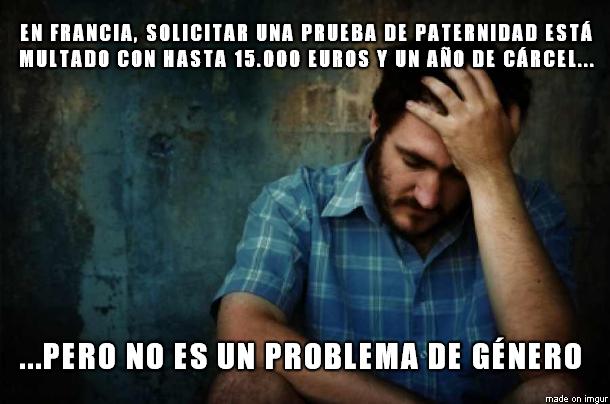 EN FRANCIA, SOLICITAR UNA PRUEBA DE PATERNIDAD ESTÁ
MULTADO CON HASTA 15.000 EUROS Y UN AÑO DE CÁRCEL...
...PERO NO ES UN PROBLEMA DE GÉNERO
made on imgur